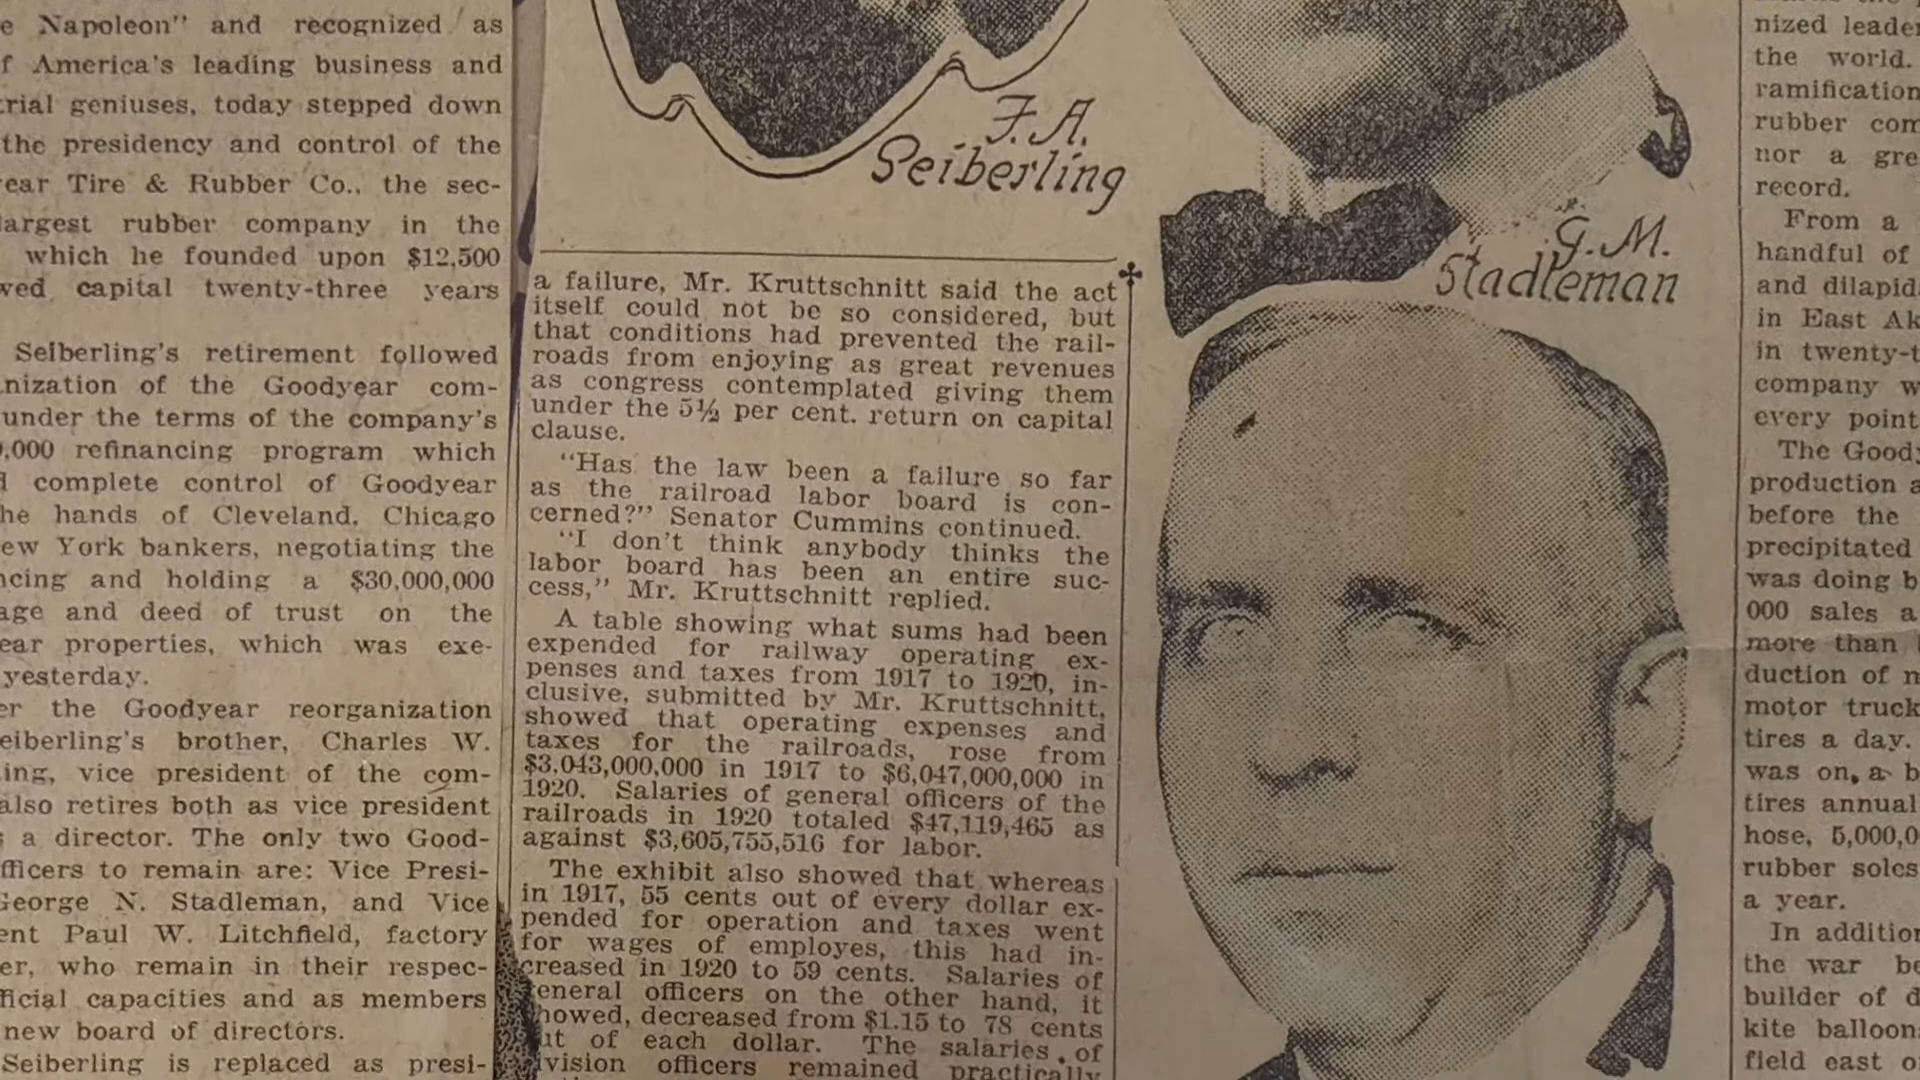 e Napoleon" and recognized as
f America's leading business and
trial geniuses, today stepped down
the presidency and control of the
ear Tire & Rubber Co., the sec-
largest rubber company in the
which he founded upon $12,500
wed capital twenty-three years
Seiberling's retirement followed
nization of the Goodyear com-
under the terms of the company's
0,000 refinancing program which
d complete control of Goodyear
he hands of Cleveland, Chicago
ew York bankers, negotiating the
ncing and holding a $30,000,000
age and deed of trust on the
ear properties, which was exe-
yesterday.
er the Goodyear reorganization
eiberling's brother, Charles W.
ling, vice president of the com-
also retires both as vice president
s a director. The only two Good-
fficers to remain are: Vice Presi-
George N. Stadleman, and Vice
ent Paul W. Litchfield, factory
er, who remain in their respec-
fficial capacities and as members
new board of directors.
Seiberling is replaced as presi-
F. A.
Seiberling
G. M.
Stadleman
a failure, Mr. Kruttschnitt said the act
itself could not be so considered, but
that conditions had prevented the rail-
roads from enjoying as great revenues
as congress contemplated giving them
under the 5½ per cent. return on capital
clause.
"Has the law been a failure so far
as the railroad labor board is con-
cerned?" Senator Cummins continued.
"I don't think anybody thinks the
labor board has been an entire suc-
cess," Mr. Kruttschnitt replied.
A table showing what sums had been
expended for railway operating ex-
penses and taxes from 1917 to 1920, in-
clusive, submitted by Mr. Kruttschnitt,
showed that operating expenses and
taxes for the railroads, rose from
$3,043,000,000 in 1917 to $6,047,000,000 in
1920. Salaries of general officers of the
railroads in 1920 totaled $47,119,465 as
against $3,605,755,516 for labor.
The exhibit also showed that whereas
in 1917, 55 cents out of every dollar ex-
pended for operation and taxes went
for wages of employes, this had in-
creased in 1920 to 59 cents. Salaries of
general officers on the other hand, it
howed, decreased from $1.15 to 78 cents
ut of each dollar. The salaries of
ivision officers remained practically
nized leader
the world.
ramification
rubber com
nor a gre
record.
From a
handful of
and dilapid
in East Ak
in twenty-t
company w
every point
The Goody
production a
before the
precipitated
was doing b
000 sales a
more than
duction of n
motor truck
tires a day.
was on a b
tires annual
hose, 5,000,0
rubber soles
a year.
In addition
the war be
builder of d
kite balloon
field east o